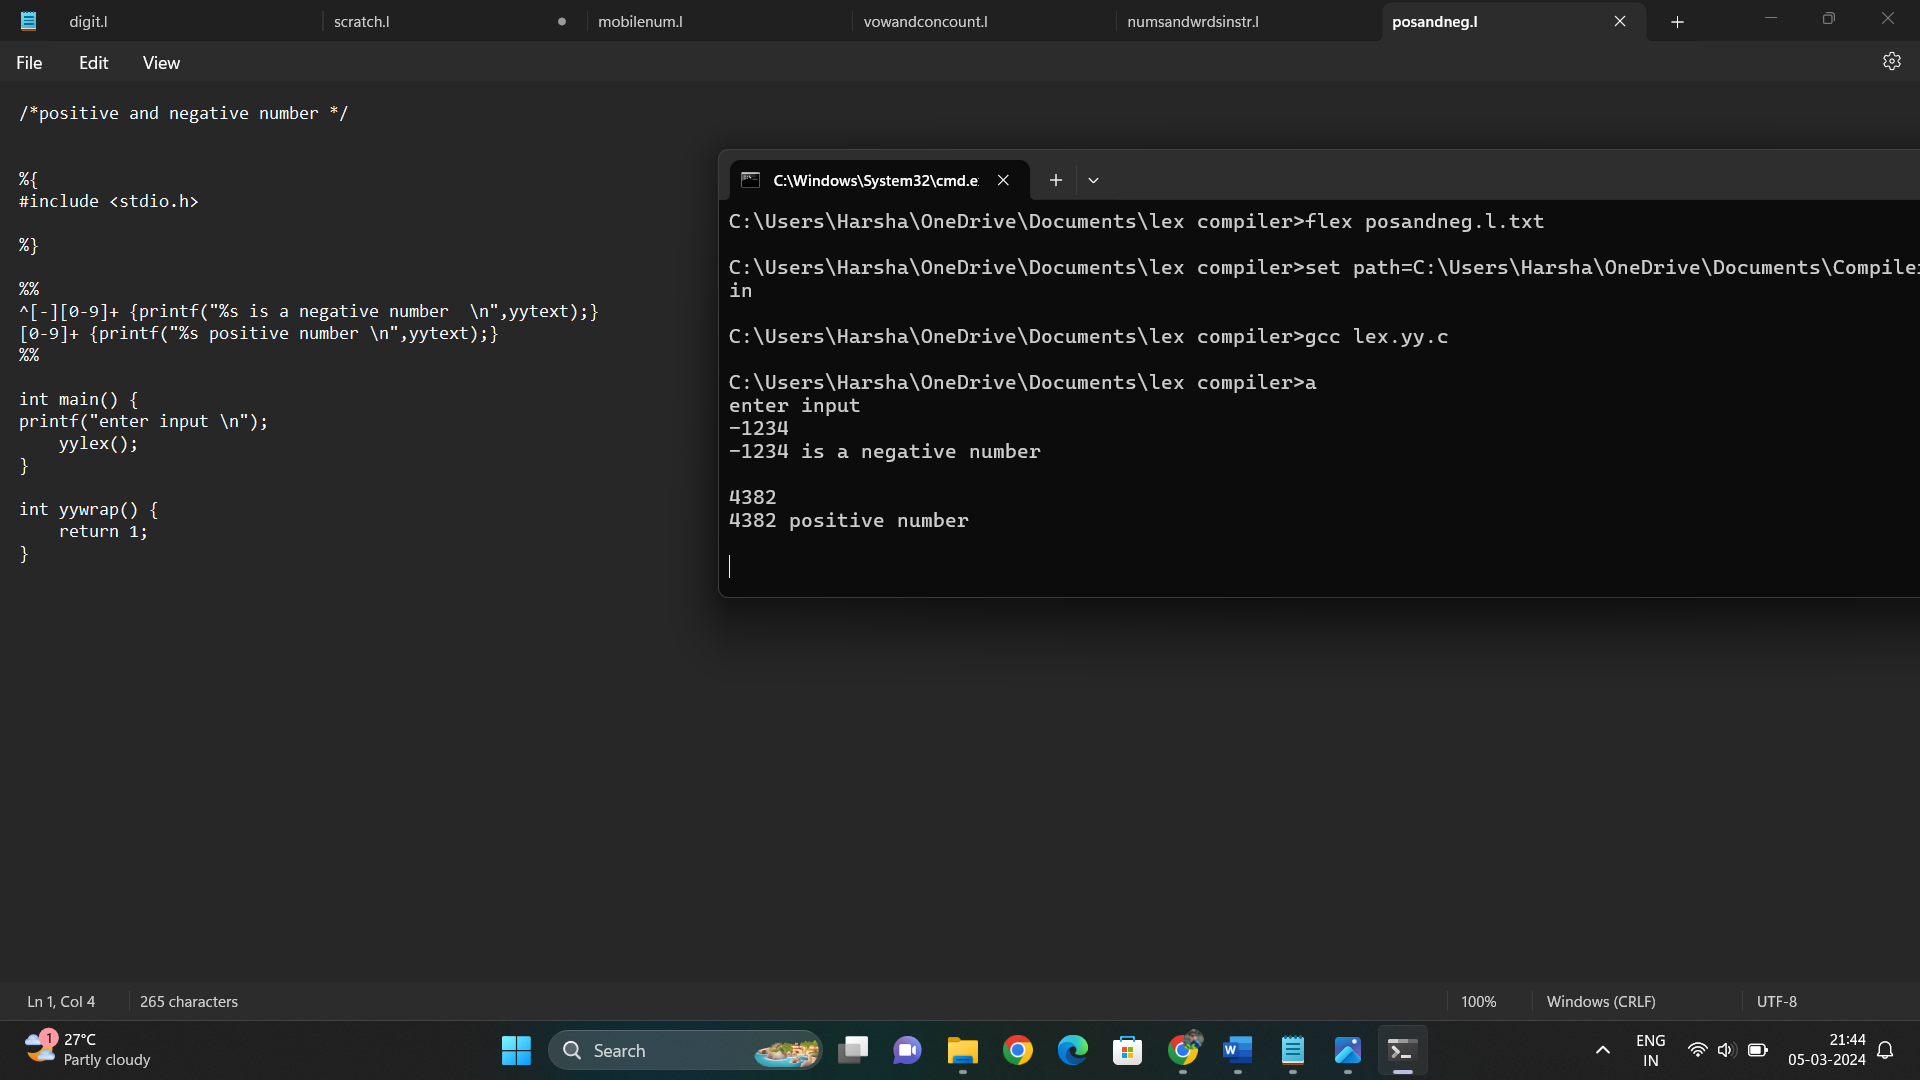 digit.l
scratch.l
mobilenum.l
vowandconcount.l
numsandwrdsinstr.l
posandneg.l
File
Edit
View
/*positive and negative number */
%{
#include <stdio.h>
%}
%%
^[-][0-9]+ {printf("%s is a negative number  \n",yytext);}
[0-9]+ {printf("%s positive number \n",yytext);}
%%
int main() {
printf("enter input \n");
    yylex();
}
int yywrap() {
    return 1;
}
C:\Windows\System32\cmd.e
C:\Users\Harsha\OneDrive\Documents\lex compiler>flex posandneg.l.txt
C:\Users\Harsha\OneDrive\Documents\lex compiler>set path=C:\Users\Harsha\OneDrive\Documents\Compiler
in
C:\Users\Harsha\OneDrive\Documents\lex compiler>gcc lex.yy.c
C:\Users\Harsha\OneDrive\Documents\lex compiler>a
enter input
-1234
-1234 is a negative number
4382
4382 positive number
Ln 1, Col 4
265 characters
100%
Windows (CRLF)
UTF-8
1
27°C
Partly cloudy
Search
W
ENG
IN
21:44
05-03-2024